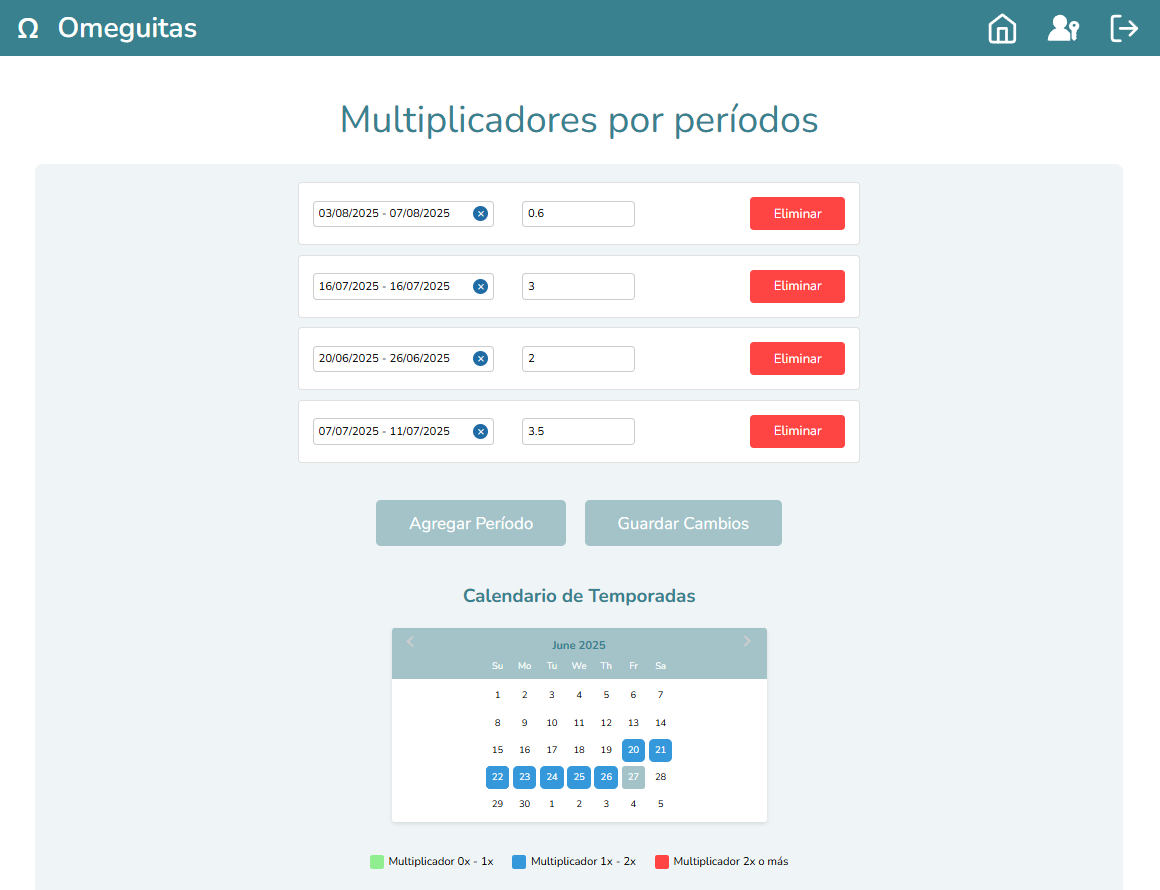 Ω Omeguitas
Multiplicadores por períodos
03/08/2025 - 07/08/2025 0.6 Eliminar
16/07/2025 - 16/07/2025 3 Eliminar
20/06/2025 - 26/06/2025 2 Eliminar
07/07/2025 - 11/07/2025 3.5 Eliminar
Agregar Período Guardar Cambios
Calendario de Temporadas
June 2025
Su Mo Tu We Th Fr Sa
1 2 3 4 5 6 7
8 9 10 11 12 13 14
15 16 17 18 19 20 21
22 23 24 25 26 27 28
29 30 1 2 3 4 5
Multiplicador 0x - 1x Multiplicador 1x - 2x Multiplicador 2x o más